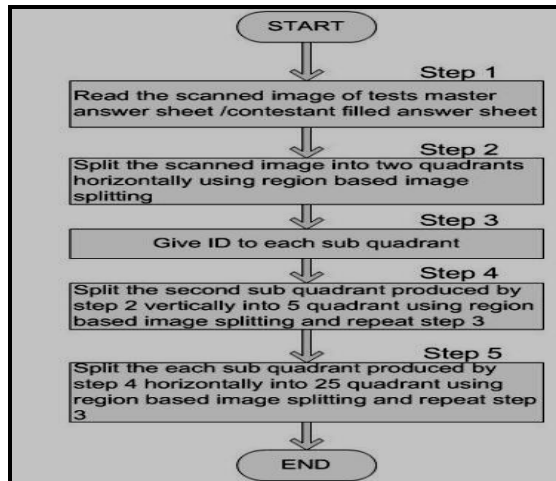 START
Step 1
Read the scanned image of tests master
answer sheet /contestant filled answer sheet
Step 2
Split the scanned image into two quadrants
horizontally using region based image
splitting
Step 3
Give ID to each sub quadrant
Step 4
Split the second sub quadrant produced by
step 2 vertically into 5 quadrant using region
based image splitting and repeat step 3
Step 5
Split the each sub quadrant produced by
step 4 horizontally into 25 quadrant using
region based image splitting and repeat step
3
END